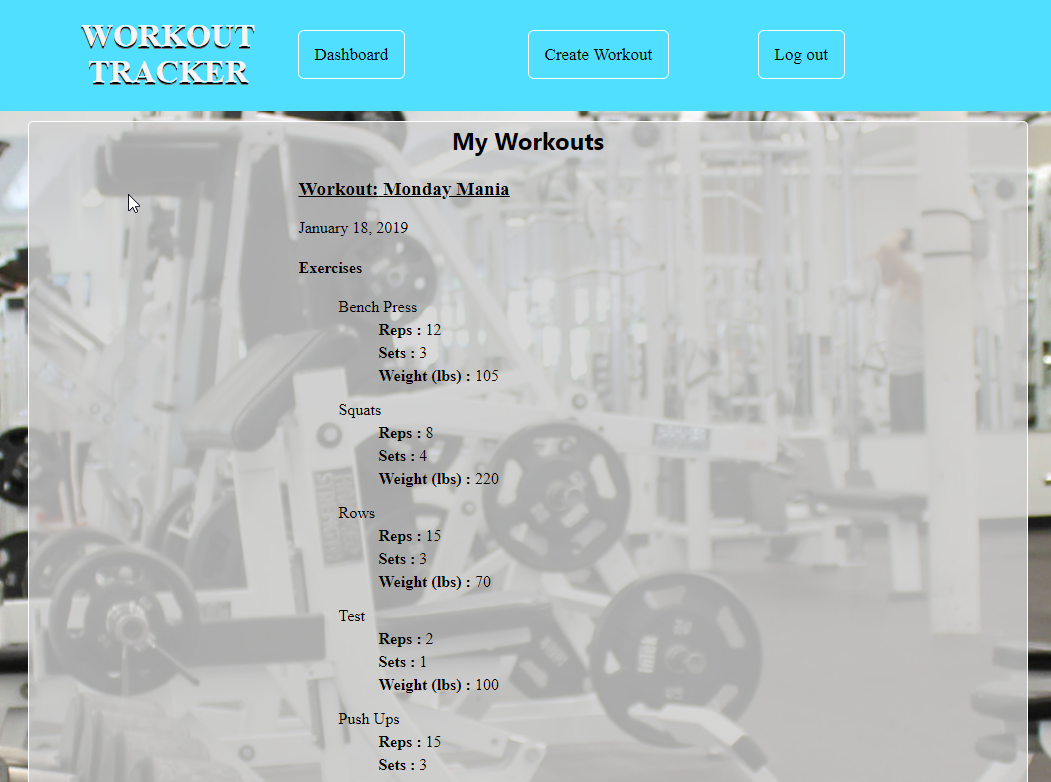 WORKOUT
TRACKER
Dashboard
Create Workout
Log out
My Workouts
Workout: Monday Mania
January 18, 2019
Exercises
Bench Press
Reps : 12
Sets : 3
Weight (lbs) : 105
Squats
Reps : 8
Sets : 4
Weight (lbs) : 220
Rows
Reps : 15
Sets : 3
Weight (lbs) : 70
Test
Reps : 2
Sets : 1
Weight (lbs) : 100
Push Ups
Reps : 15
Sets : 3